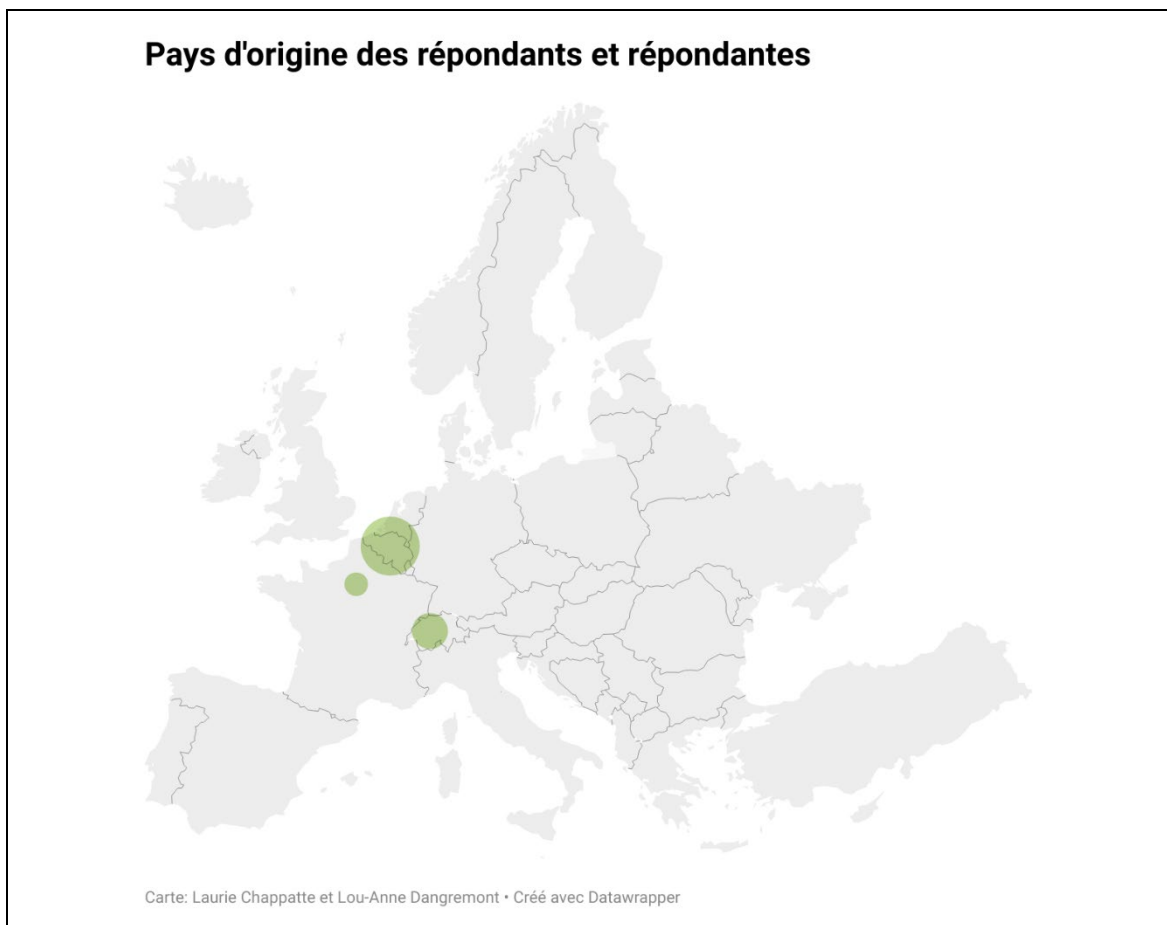 Pays d'origine des répondants et répondantes
Carte: Laurie Chappatte et Lou-Anne Dangremont • Créé avec Datawrapper